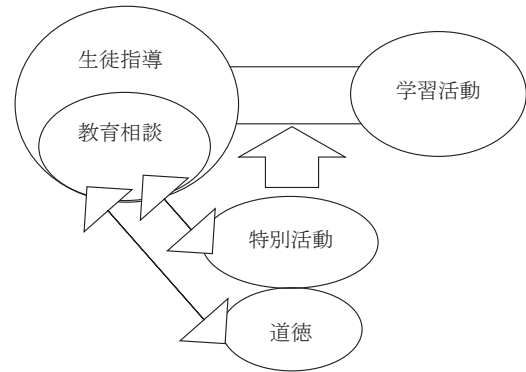 生徒指導
学習活動
教育相談
特別活動
道徳